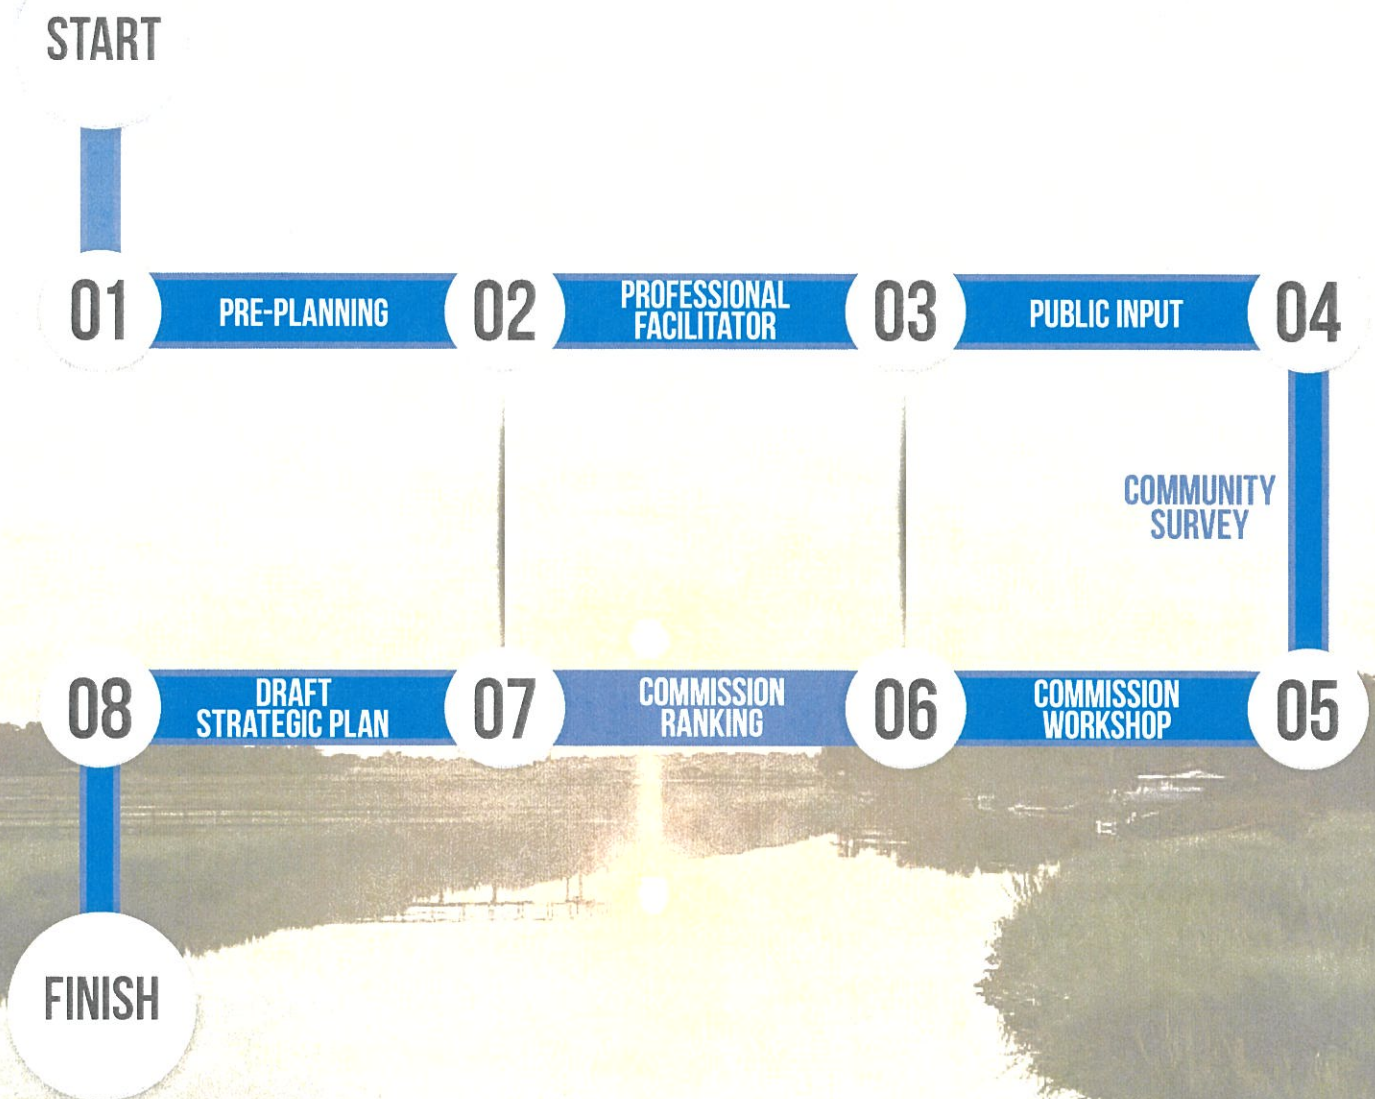 START
01
PRE-PLANNING
02
PROFESSIONAL
FACILITATOR
03
PUBLIC INPUT
04
COMMUNITY
SURVEY
05
COMMISSION
WORKSHOP
06
COMMISSION
RANKING
07
DRAFT
STRATEGIC PLAN
08
FINISH